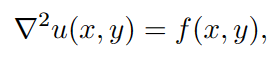 ∇²u(x, y) = f(x, y),